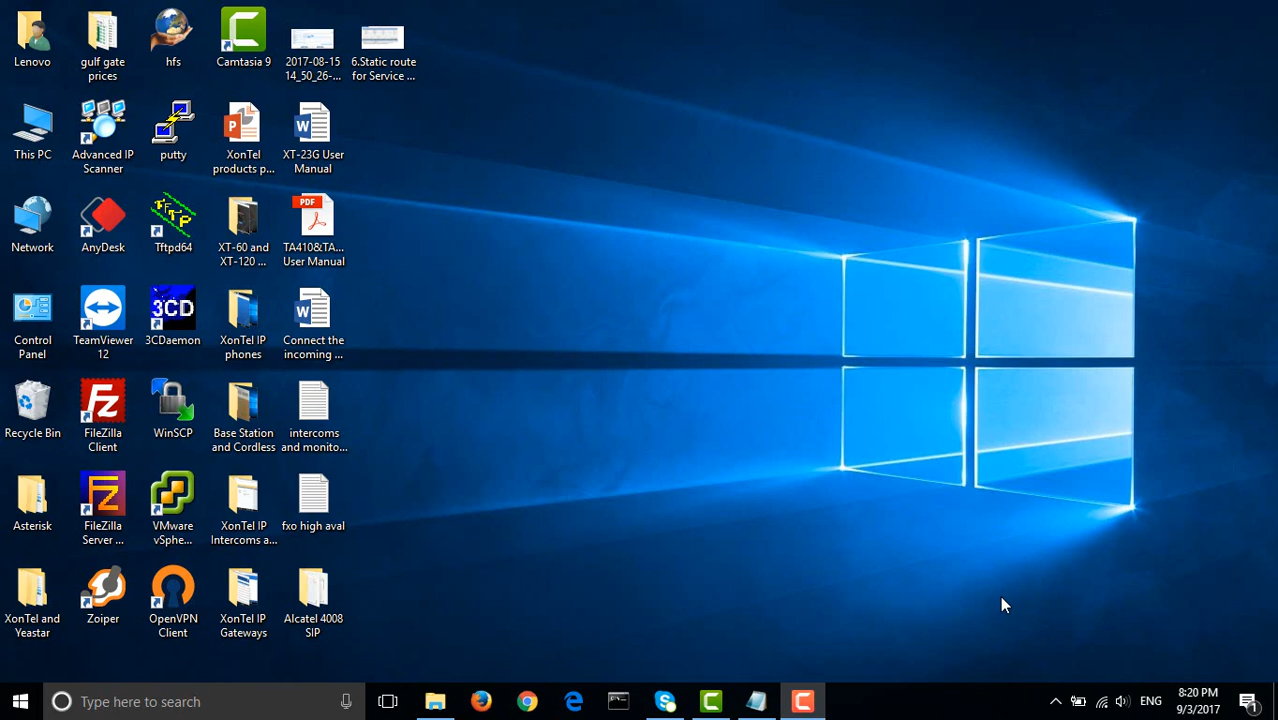 Lenovo
gulf gate
prices
hfs
Camtasia 9
2017-08-15
14_50_26-...
6.Static route
for Service ...
This PC
Advanced IP
Scanner
putty
XonTel
products p...
XT-23G User
Manual
Network
AnyDesk
Tftpd64
XT-60 and
XT-120 ...
PDF
TA410&TA...
User Manual
Control
Panel
TeamViewer
12
3CD
3CDaemon
XonTel IP
phones
Connect the
incoming ...
Recycle Bin
FileZilla
Client
WinSCP
Base Station
and Cordless
intercoms
and monito...
Asterisk
FileZilla
Server ...
VMware
vSphe...
XonTel IP
Intercoms a...
fxo high aval
XonTel and
Yeastar
Zoiper
OpenVPN
Client
XonTel IP
Gateways
Alcatel 4008
SIP
Type here to search
ENG
8:20 PM
9/3/2017
1